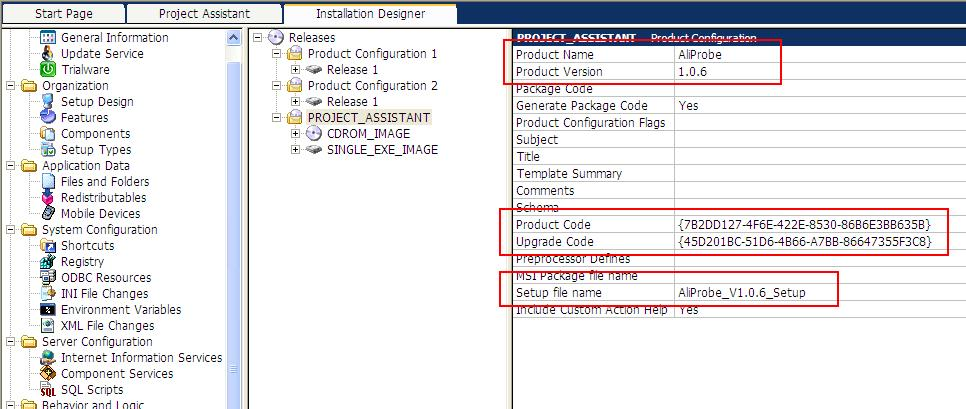 Start Page
Project Assistant
Installation Designer
General Information
Update Service
Trialware
Organization
Setup Design
Features
Components
Setup Types
Application Data
Files and Folders
Redistributables
Mobile Devices
System Configuration
Shortcuts
Registry
ODBC Resources
INI File Changes
Environment Variables
XML File Changes
Server Configuration
Internet Information Services
Component Services
SQL Scripts
Behavior and Logic
Releases
Product Configuration 1
Release 1
Product Configuration 2
Release 1
PROJECT_ASSISTANT
CDROM_IMAGE
SINGLE_EXE_IMAGE
PROJECT_ASSISTANT Product Configuration
Product Name AliProbe
Product Version 1.0.6
Package Code
Generate Package Code Yes
Product Configuration Flags
Subject
Title
Template Summary
Comments
Schema
Product Code {7B2DD127-4F6E-422E-8530-86B6E3BB635B}
Upgrade Code {45D201BC-51D6-4B66-A7BB-86647355F3C8}
Preprocessor Defines
MSI Package file name
Setup file name AliProbe_V1.0.6_Setup
Include Custom Action Help Yes